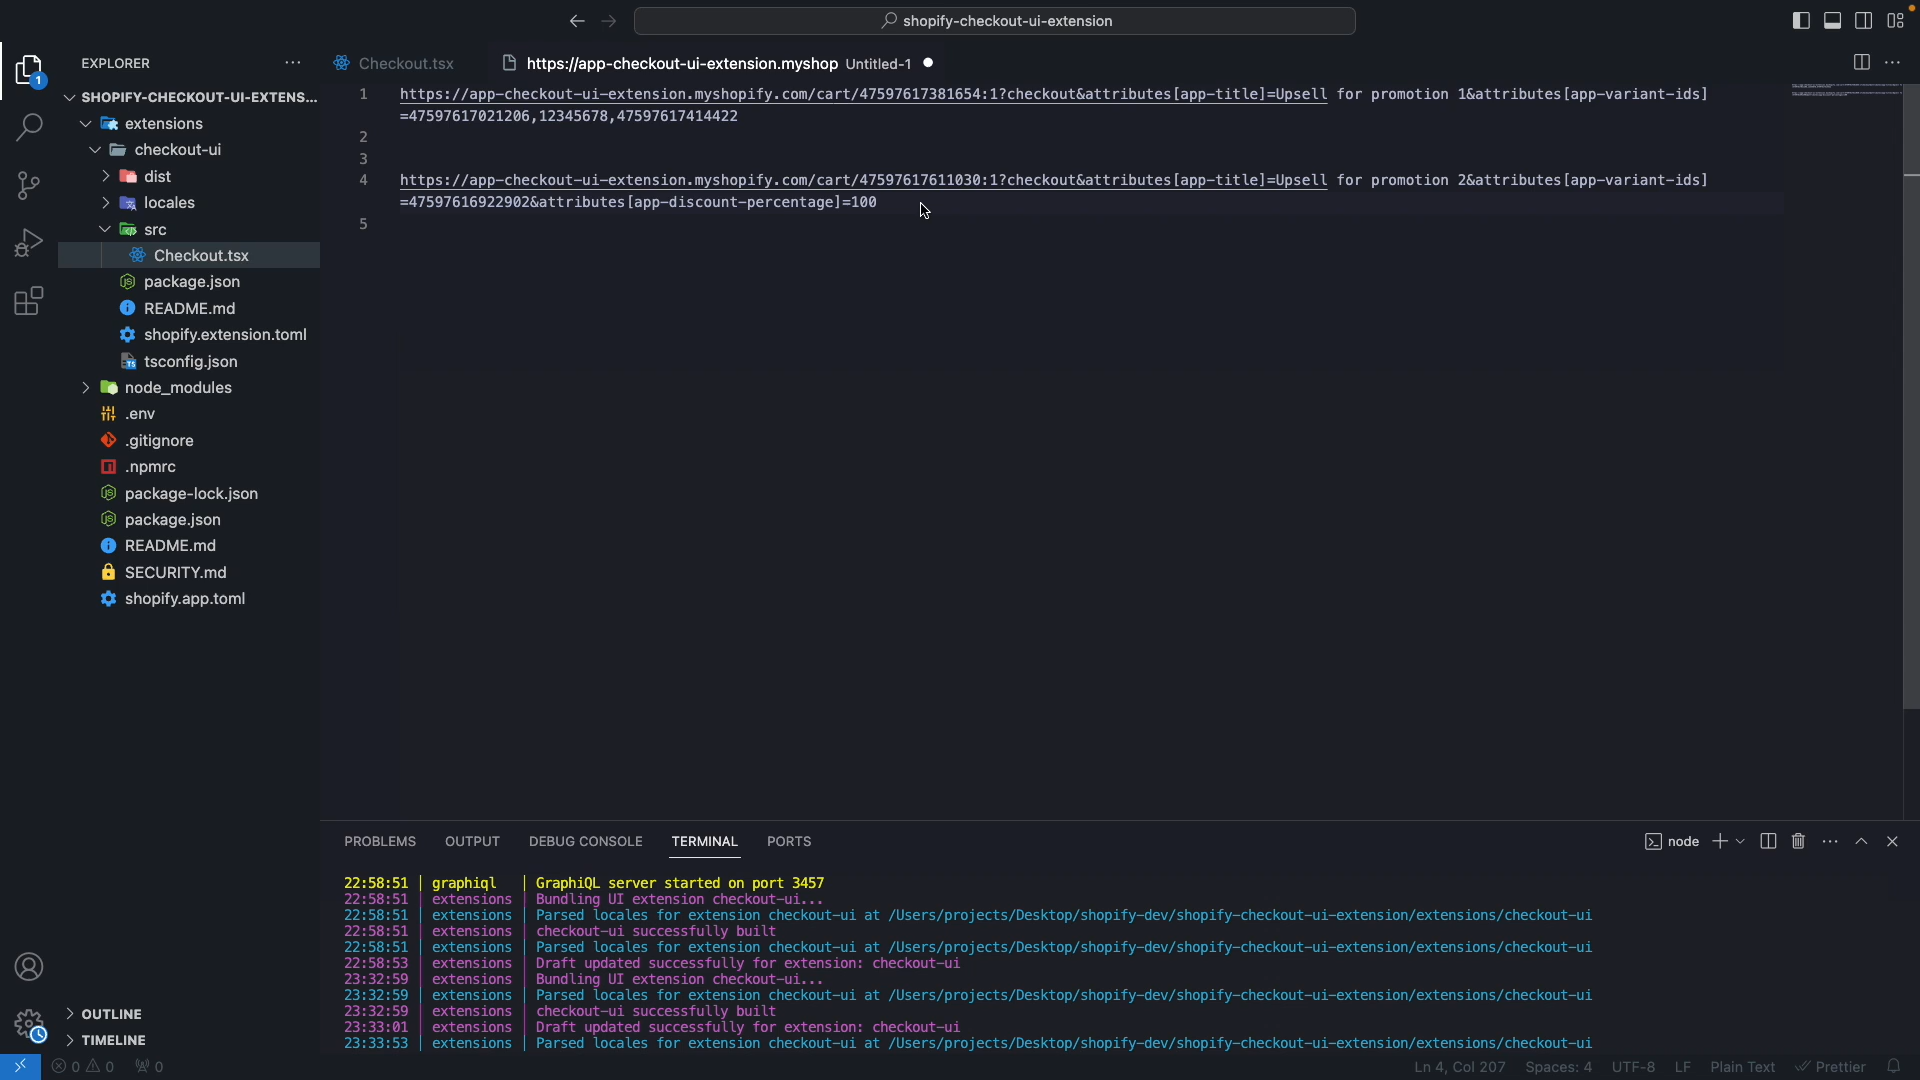 shopify-checkout-ui-extension
EXPLORER
Checkout.tsx
https://app-checkout-ui-extension.myshop Untitled-1
SHOPIFY-CHECKOUT-UI-EXTENS...
extensions
checkout-ui
dist
locales
src
Checkout.tsx
package.json
README.md
shopify.extension.toml
tsconfig.json
node_modules
.env
.gitignore
.npmrc
package-lock.json
package.json
README.md
SECURITY.md
shopify.app.toml
OUTLINE
TIMELINE
1 https://app-checkout-ui-extension.myshopify.com/cart/47597617381654:1?checkout&attributes[app-title]=Upsell for promotion 1&attributes[app-variant-ids]
=47597617021206,12345678,47597617414422
2
3
4 https://app-checkout-ui-extension.myshopify.com/cart/47597617611030:1?checkout&attributes[app-title]=Upsell for promotion 2&attributes[app-variant-ids]
=47597616922902&attributes[app-discount-percentage]=100
5
PROBLEMS OUTPUT DEBUG CONSOLE TERMINAL PORTS
node
22:58:51 | graphiql | GraphiQL server started on port 3457
22:58:51 | extensions | Bundling UI extension checkout-ui...
22:58:51 | extensions | Parsed locales for extension checkout-ui at /Users/projects/Desktop/shopify-dev/shopify-checkout-ui-extension/extensions/checkout-ui
22:58:51 | extensions | checkout-ui successfully built
22:58:51 | extensions | Parsed locales for extension checkout-ui at /Users/projects/Desktop/shopify-dev/shopify-checkout-ui-extension/extensions/checkout-ui
22:58:53 | extensions | Draft updated successfully for extension: checkout-ui
23:32:59 | extensions | Bundling UI extension checkout-ui...
23:32:59 | extensions | Parsed locales for extension checkout-ui at /Users/projects/Desktop/shopify-dev/shopify-checkout-ui-extension/extensions/checkout-ui
23:32:59 | extensions | checkout-ui successfully built
23:33:01 | extensions | Draft updated successfully for extension: checkout-ui
23:33:53 | extensions | Parsed locales for extension checkout-ui at /Users/projects/Desktop/shopify-dev/shopify-checkout-ui-extension/extensions/checkout-ui
0 0 0
Ln 4, Col 207 Spaces: 4 UTF-8 LF Plain Text Prettier
1